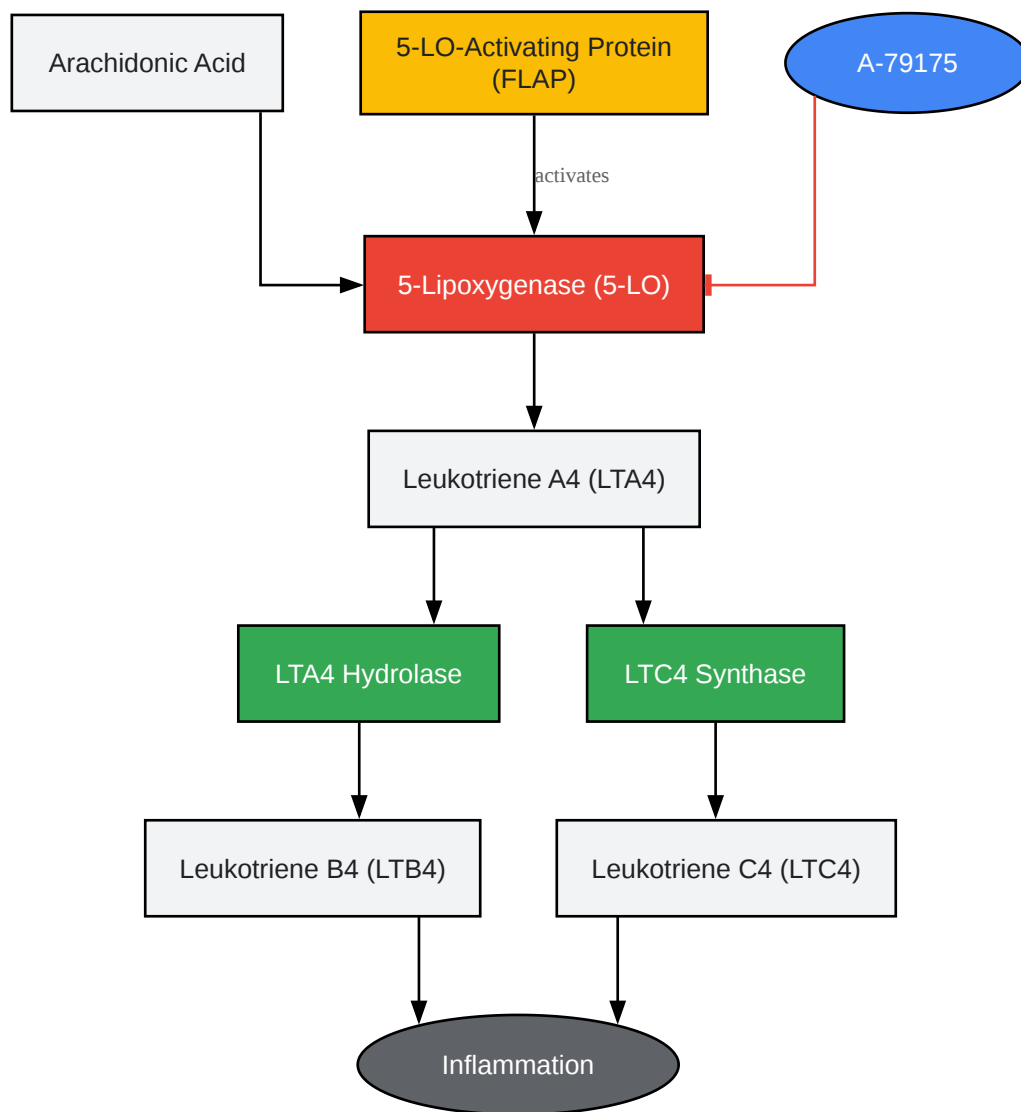 Arachidonic Acid
5-LO-Activating Protein
(FLAP)
A-79175
activates
5-Lipoxygenase (5-LO)
Leukotriene A4 (LTA4)
LTA4 Hydrolase
LTC4 Synthase
Leukotriene B4 (LTB4)
Leukotriene C4 (LTC4)
Inflammation